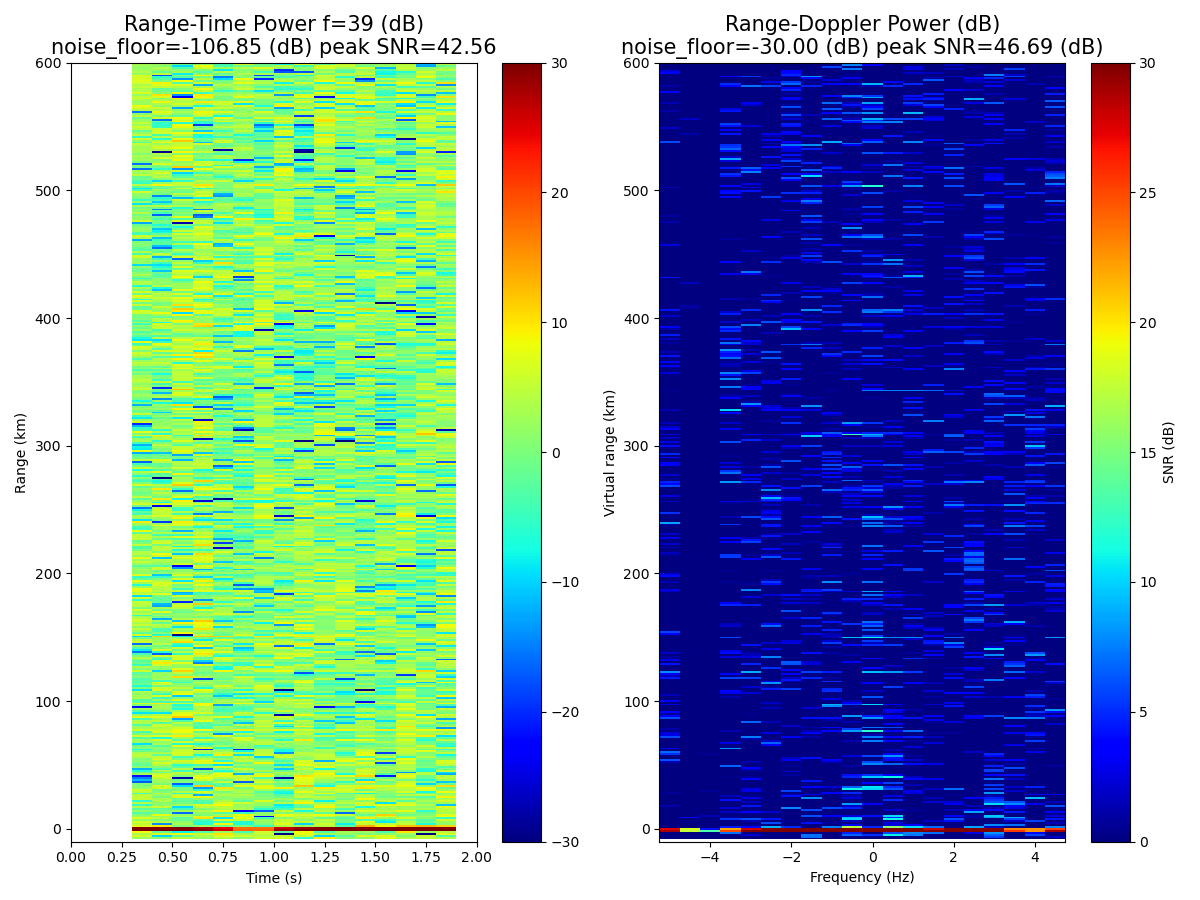 Range-Time Power f=39 (dB)
noise_floor=-106.85 (dB) peak SNR=42.56
Range-Doppler Power (dB)
noise_floor=-30.00 (dB) peak SNR=46.69 (dB)
600
500
400
300
200
100
0
Range (km)
0.00 0.25 0.50 0.75 1.00 1.25 1.50 1.75 2.00
Time (s)
30
20
10
0
−10
−20
−30
600
500
400
300
200
100
0
Virtual range (km)
−4 −2 0 2 4
Frequency (Hz)
30
25
20
15
10
5
0
SNR (dB)